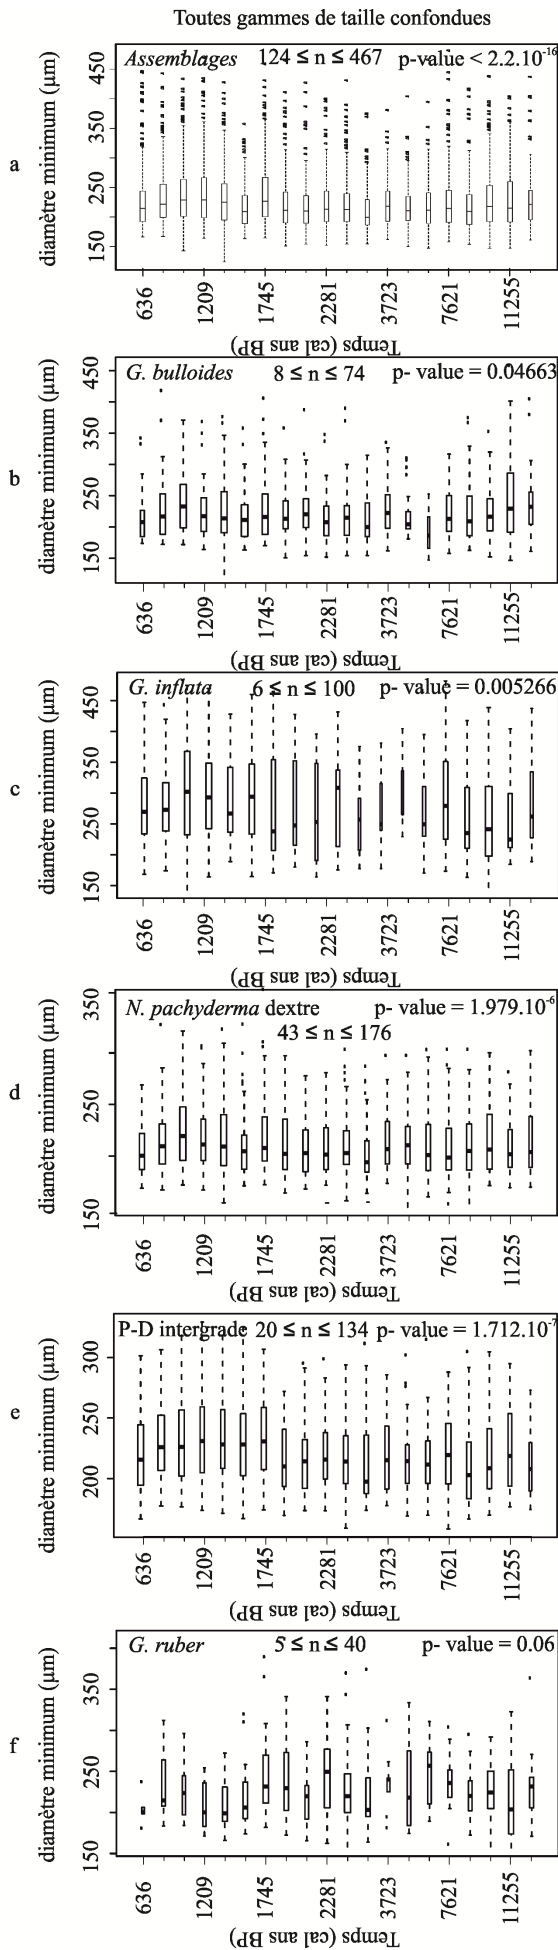 Toutes gammes de taille confondues
a
diamètre minimum (µm)
450
350
250
150
Assemblages 124 ≤ n ≤ 467 p-value < 2.2.10-16
636 1209 1745 2281 3723 7621 11255
Temps (cal ans BP)
b
diamètre minimum (µm)
450
350
250
150
G. bulloides 8 ≤ n ≤ 74 p- value = 0.04663
636 1209 1745 2281 3723 7621 11255
Temps (cal ans BP)
c
diamètre minimum (µm)
450
350
250
150
G. inflata 6 ≤ n ≤ 100 p- value = 0.005266
636 1209 1745 2281 3723 7621 11255
Temps (cal ans BP)
d
diamètre minimum (µm)
350
250
150
N. pachyderma dextre p- value = 1.979.10-6
43 ≤ n ≤ 176
636 1209 1745 2281 3723 7621 11255
Temps (cal ans BP)
e
diamètre minimum (µm)
300
250
200
P-D intergrade 20 ≤ n ≤ 134 p- value = 1.712.10-7
636 1209 1745 2281 3723 7621 11255
Temps (cal ans BP)
f
diamètre minimum (µm)
350
250
150
G. ruber 5 ≤ n ≤ 40 p- value = 0.06
636 1209 1745 2281 3723 7621 11255
Temps (cal ans BP)